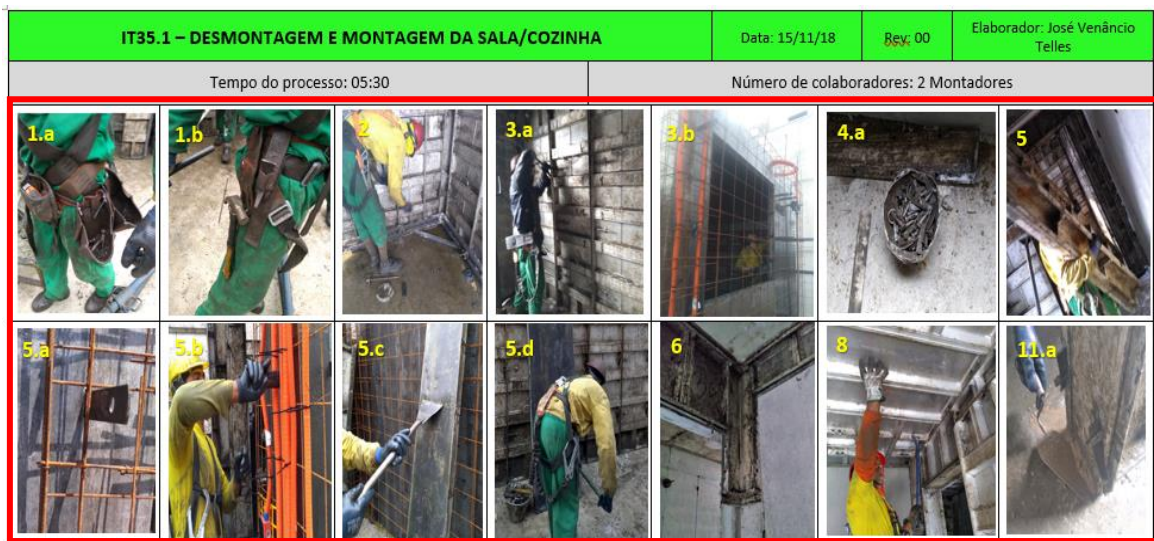 IT35.1 – DESMONTAGEM E MONTAGEM DA SALA/COZINHA
Data: 15/11/18
Rev: 00
Elaborador: José Venâncio
Telles
Tempo do processo: 05:30
Número de colaboradores: 2 Montadores
1.a
1.b
2
3.a
3.b
4.a
5
5.a
5.b
5.c
5.d
6
8
11.a